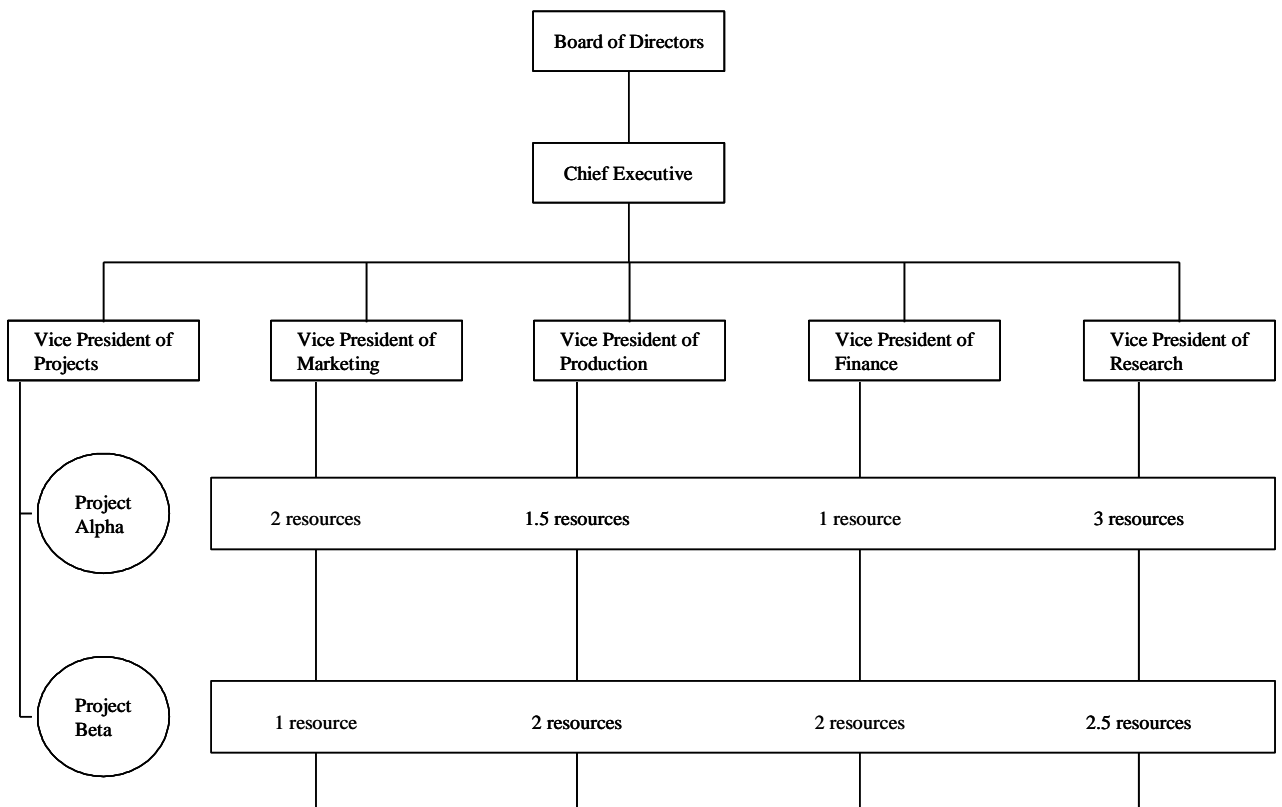 Board of Directors
Chief Executive
Vice President of
Projects
Vice President of
Marketing
Vice President of
Production
Vice President of
Finance
Vice President of
Research
Project
Alpha
2 resources
1.5 resources
1 resource
3 resources
Project
Beta
1 resource
2 resources
2 resources
2.5 resources